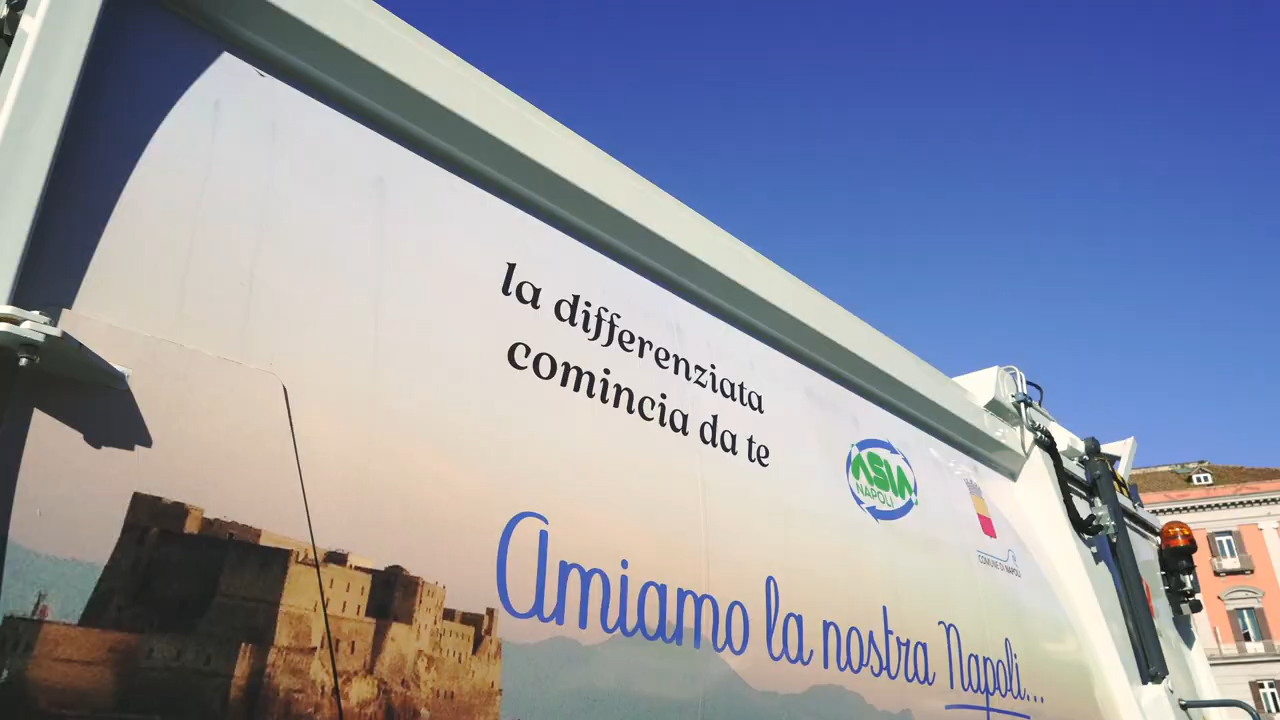 la differenziata
comincia da te
ASIA
NAPOLI
COMUNE DI NAPOLI
Amiamo la nostra Napoli...